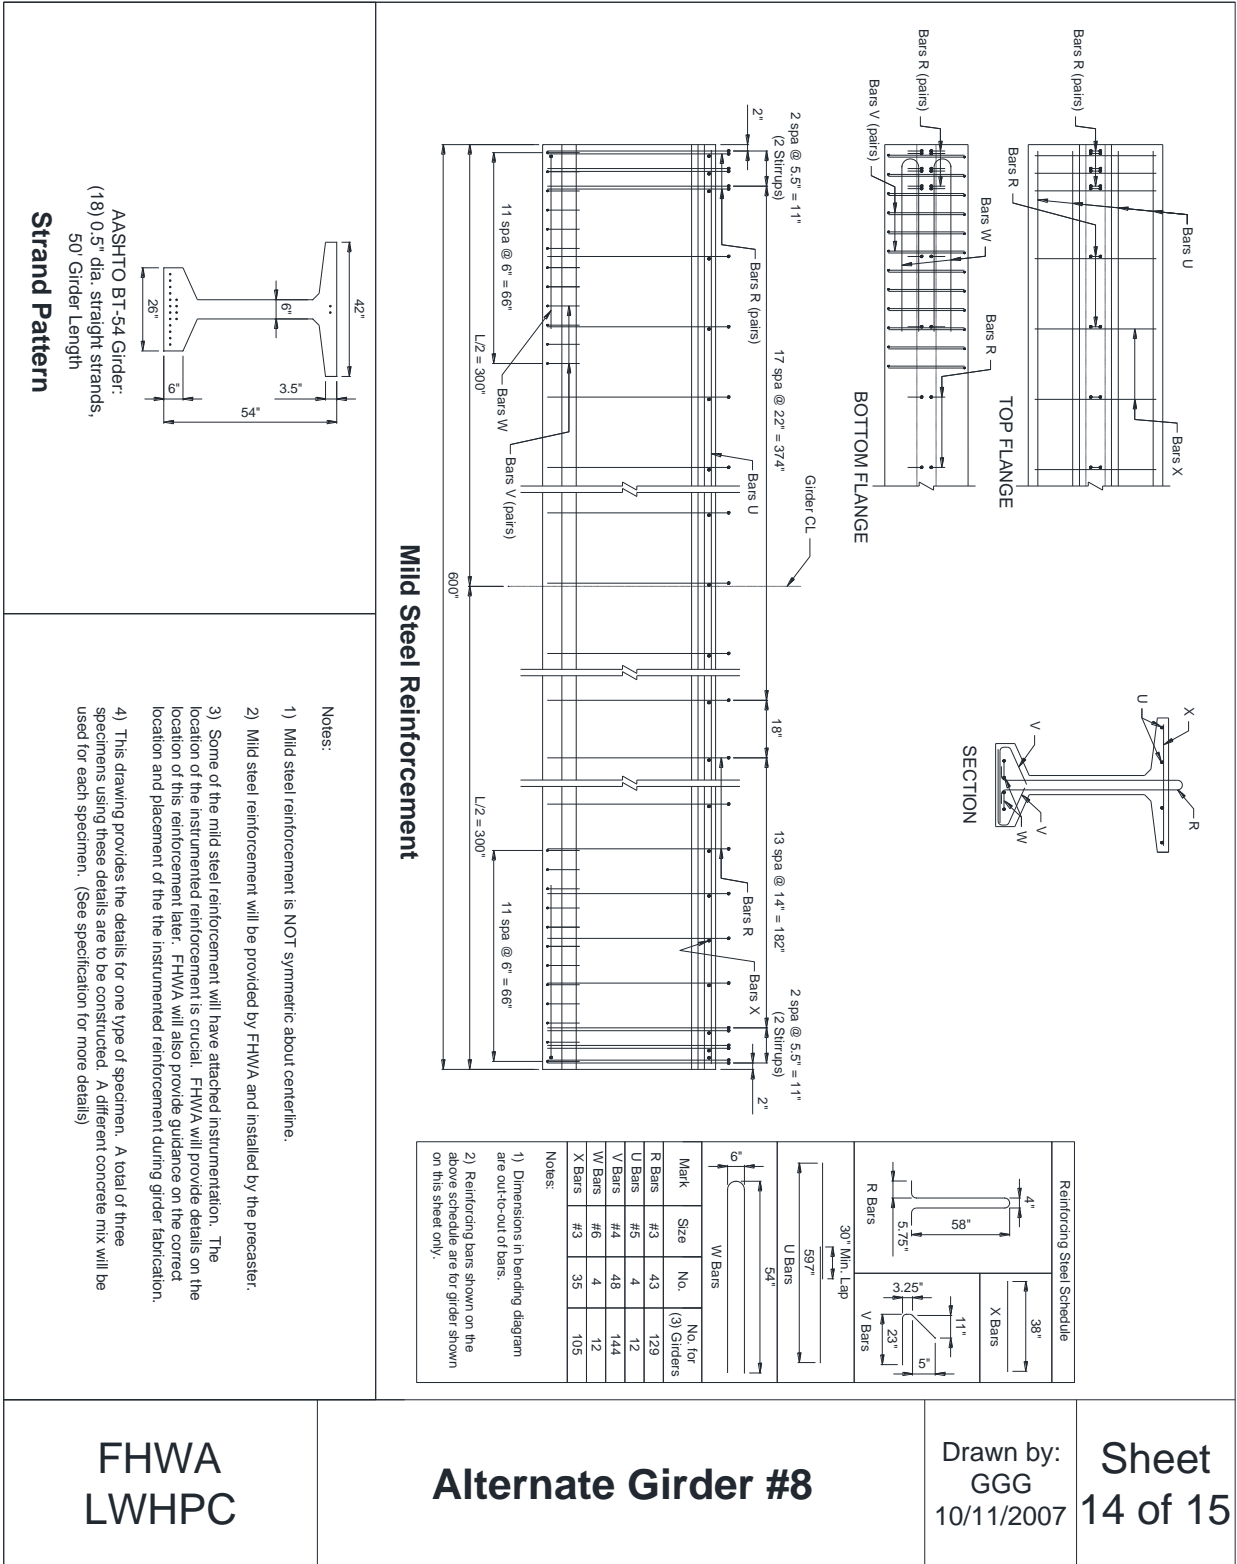 Bars R (pairs)
Bars R
Bars U
Bars X
TOP FLANGE
Bars R (pairs)
Bars V (pairs)
Bars W
Bars R
BOTTOM FLANGE
X
U
R
V
V
W
SECTION
2"
2 spa @ 5.5" = 11"
(2 Stirrups)
17 spa @ 22" = 374"
Girder CL
18"
13 spa @ 14" = 182"
2 spa @ 5.5" = 11"
(2 Stirrups)
2"
Bars R (pairs)
Bars U
Bars R
Bars X
11 spa @ 6" = 66"
Bars W
Bars V (pairs)
11 spa @ 6" = 66"
L/2 = 300"
L/2 = 300"
600"
Mild Steel Reinforcement
Reinforcing Steel Schedule
4"
58"
5.75"
R Bars
38"
X Bars
11"
3.25"
5"
23"
V Bars
30" Min. Lap
597"
U Bars
54"
6"
W Bars
Mark Size No. No. for
(3) Girders
R Bars #3 43 129
U Bars #5 4 12
V Bars #4 48 144
W Bars #6 4 12
X Bars #3 35 105
Notes:
1) Dimensions in bending diagram
are out-to-out of bars.
2) Reinforcing bars shown on the
above schedule are for girder shown
on this sheet only.
42"
6"
3.5"
54"
6"
26"
AASHTO BT-54 Girder:
(18) 0.5" dia. straight strands,
50' Girder Length
Strand Pattern
Notes:
1) Mild steel reinforcement is NOT symmetric about centerline.
2) Mild steel reinforcement will be provided by FHWA and installed by the precaster.
3) Some of the mild steel reinforcement will have attached instrumentation. The
location of the instrumented reinforcement is crucial. FHWA will provide details on the
location of this reinforcement later. FHWA will also provide guidance on the correct
location and placement of the the instrumented reinforcement during girder fabrication.
4) This drawing provides the details for one type of specimen. A total of three
specimens using these details are to be constructed. A different concrete mix will be
used for each specimen. (See specification for more details)
FHWA
LWHPC
Alternate Girder #8
Drawn by:
GGG
10/11/2007
Sheet
14 of 15